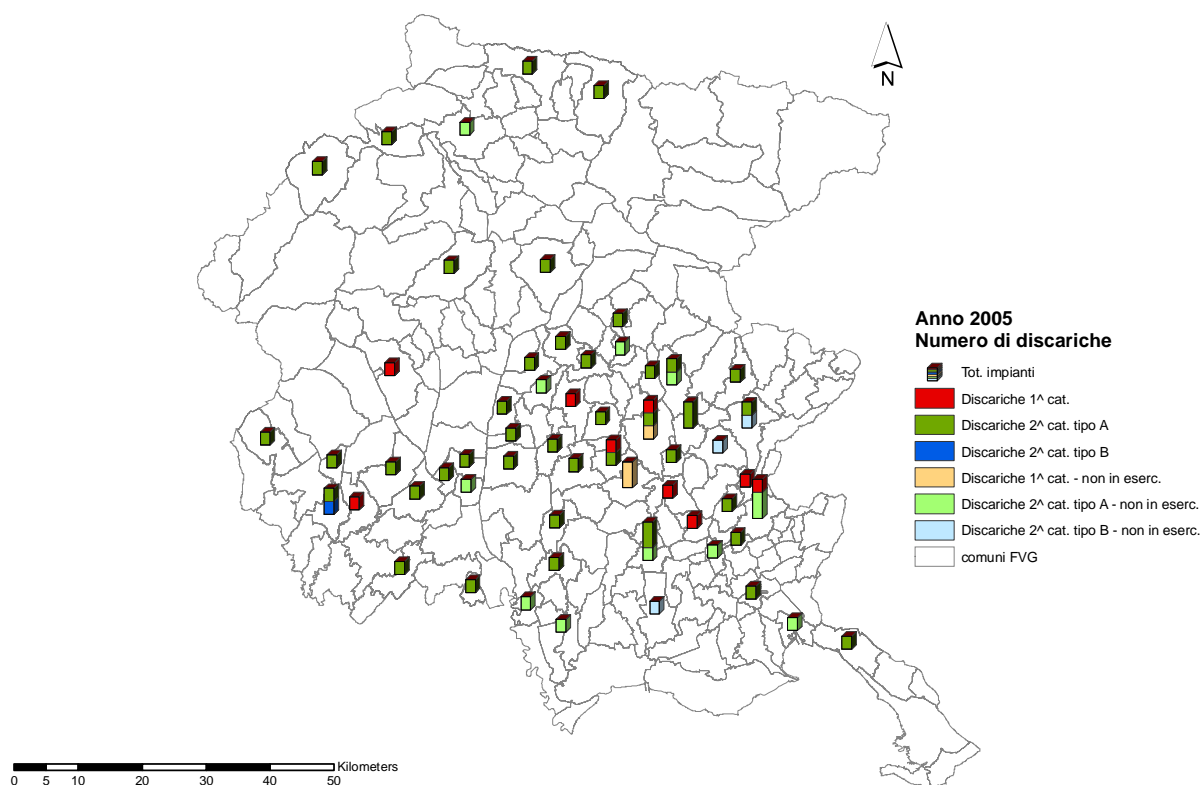 N
Anno 2005
Numero di discariche
Tot. impianti
Discariche 1^ cat.
Discariche 2^ cat. tipo A
Discariche 2^ cat. tipo B
Discariche 1^ cat. - non in eserc.
Discariche 2^ cat. tipo A - non in eserc.
Discariche 2^ cat. tipo B - non in eserc.
comuni FVG
Kilometers
0 5 10 20 30 40 50